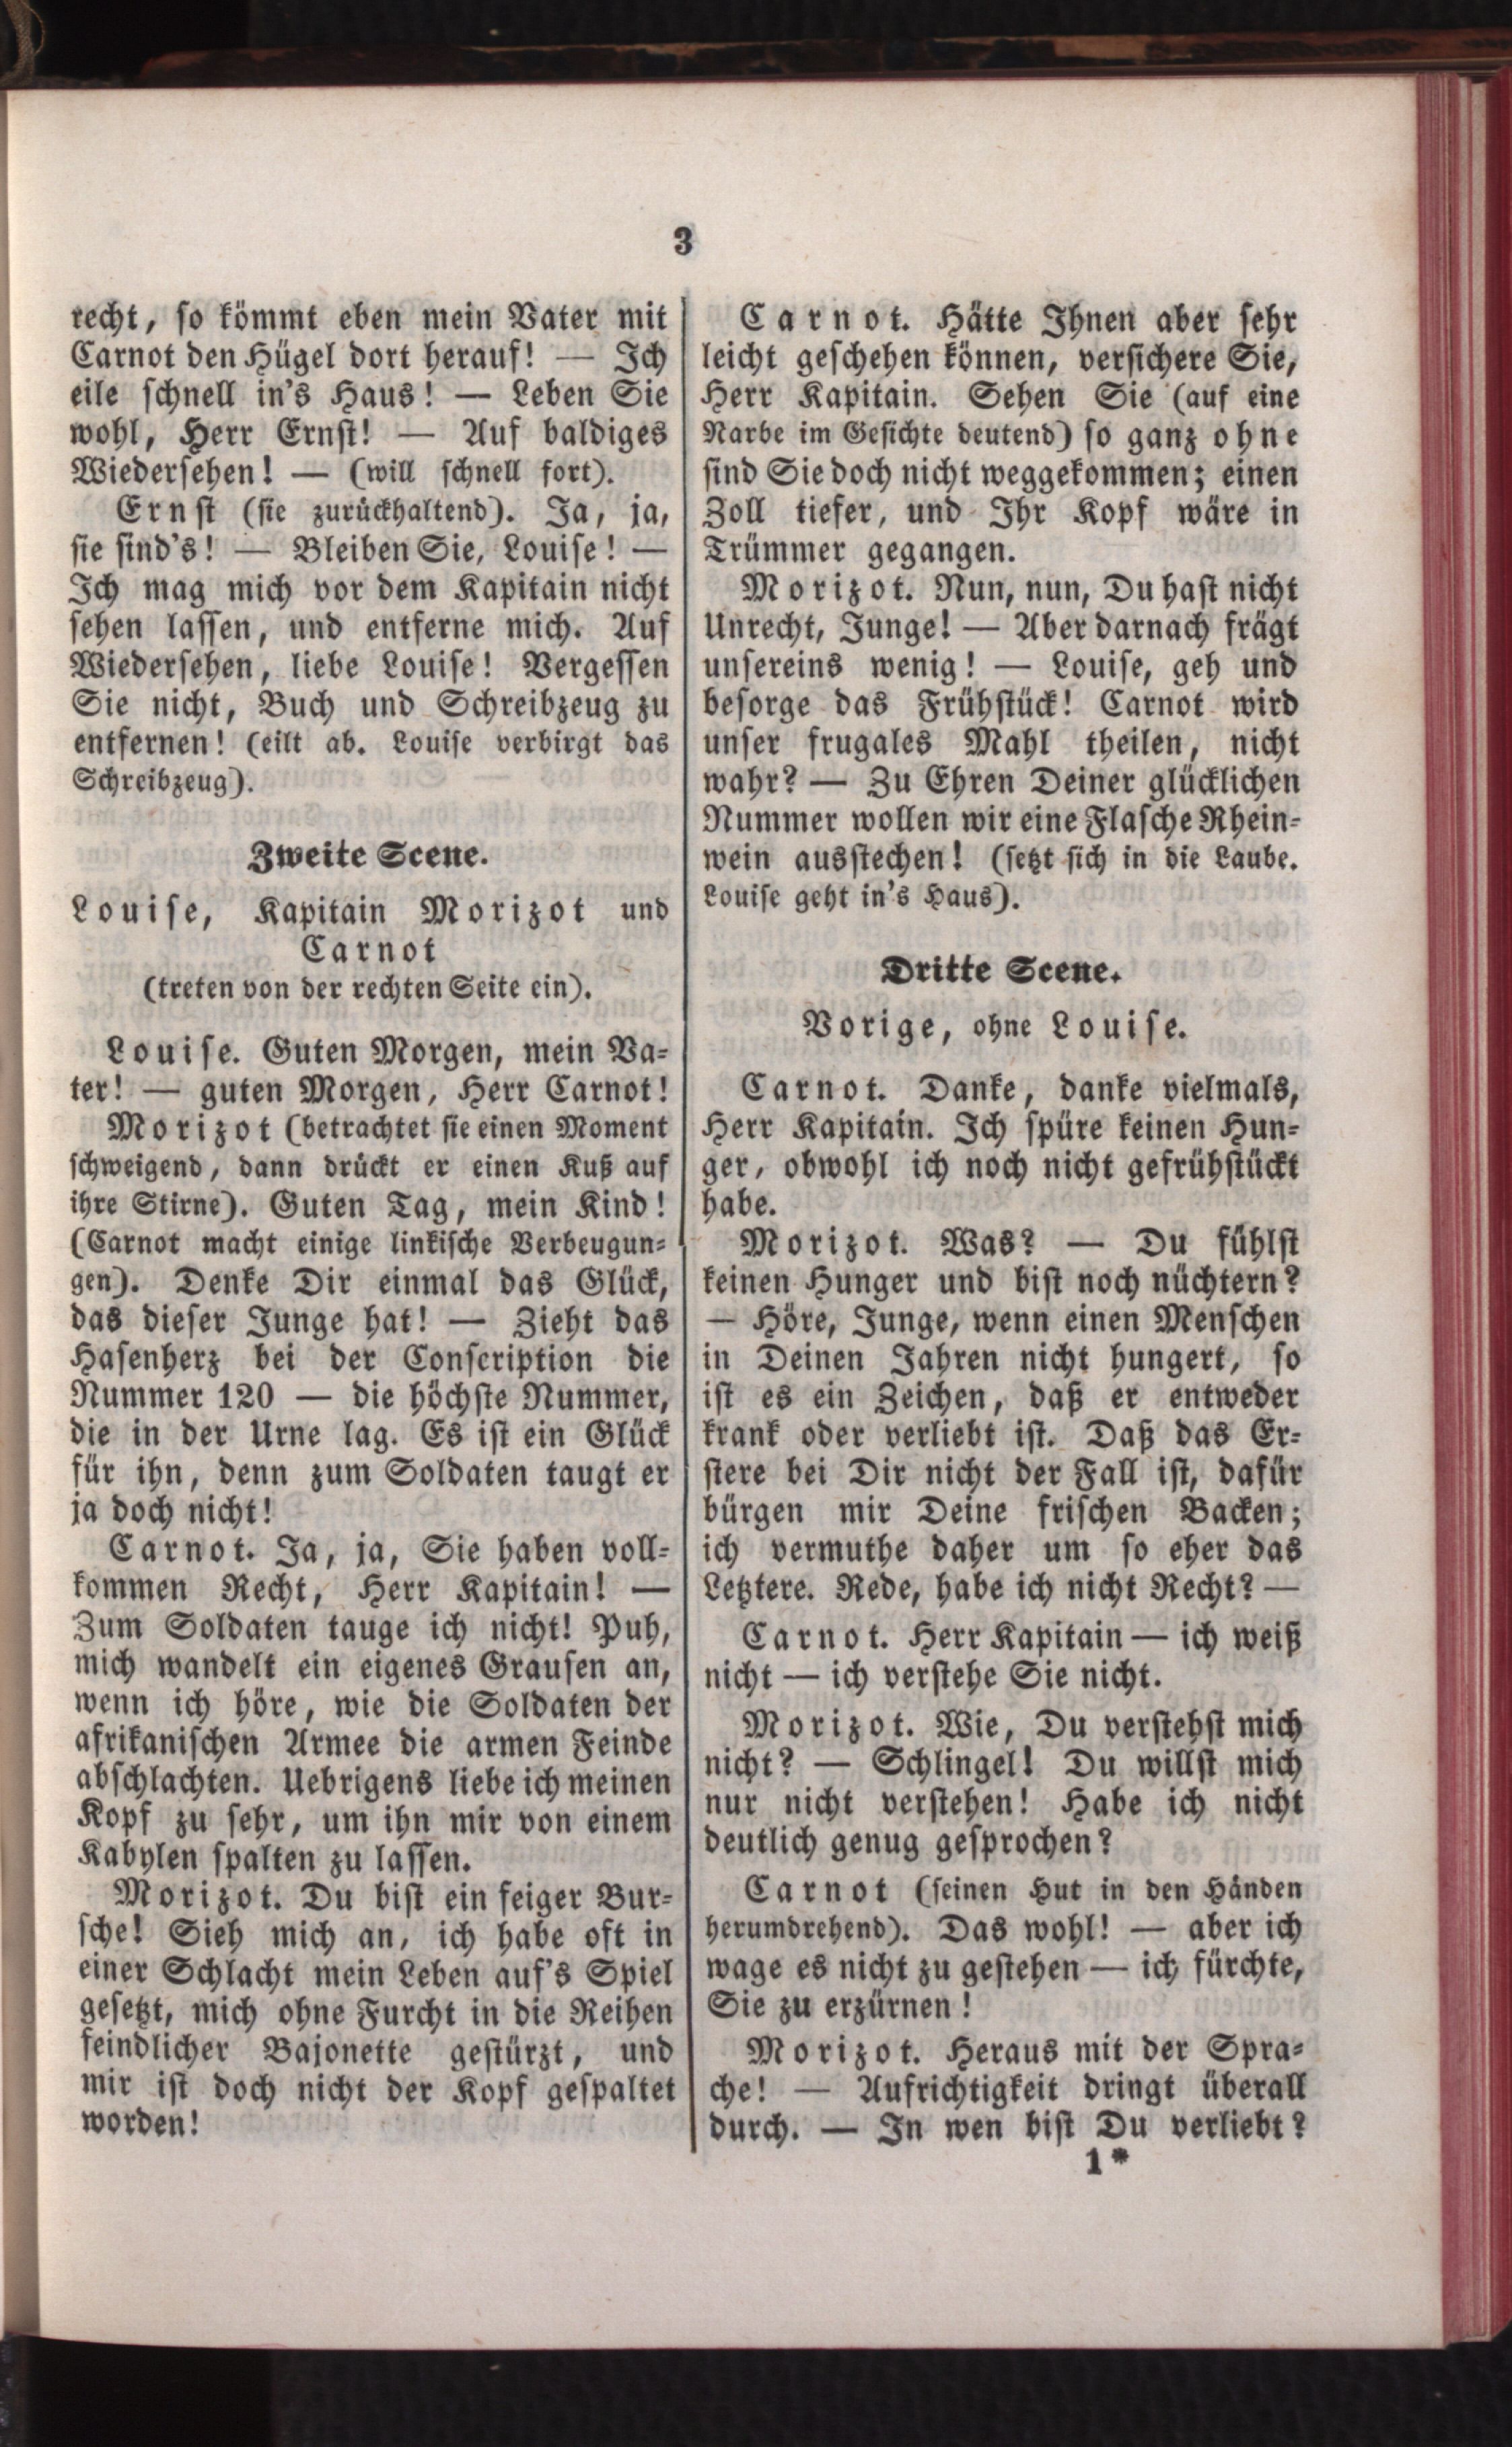 3
recht, so kömmt eben mein Vater mit
Carnot den Hügel dort herauf! — Ich
eile schnell in's Haus! — Leben Sie
wohl, Herr Ernst! — Auf baldiges
Wiedersehen! — (will schnell fort).
Ernst (sie zurückhaltend). Ja, ja,
sie sind's! — Bleiben Sie, Louise! —
Ich mag mich vor dem Kapitain nicht
sehen lassen, und entferne mich. Auf
Wiedersehen, liebe Louise! Vergessen
Sie nicht, Buch und Schreibzeug zu
entfernen! (eilt ab. Louise verbirgt das
Schreibzeug).
Zweite Scene.
Louise, Kapitain Morizot und
Carnot
(treten von der rechten Seite ein).
Louise. Guten Morgen, mein Va-
ter! — guten Morgen, Herr Carnot!
Morizot (betrachtet sie einen Moment
schweigend, dann drückt er einen Kuß auf
ihre Stirne). Guten Tag, mein Kind!
(Carnot macht einige linkische Verbeugun-
gen). Denke Dir einmal das Glück,
das dieser Junge hat! — Zieht das
Hasenherz bei der Conscription die
Nummer 120 — die höchste Nummer,
die in der Urne lag. Es ist ein Glück
für ihn, denn zum Soldaten taugt er
ja doch nicht!
Carnot. Ja, ja, Sie haben voll-
kommen Recht, Herr Kapitain! —
Zum Soldaten tauge ich nicht! Puh,
mich wandelt ein eigenes Grausen an,
wenn ich höre, wie die Soldaten der
afrikanischen Armee die armen Feinde
abschlachten. Uebrigens liebe ich meinen
Kopf zu sehr, um ihn mir von einem
Kabylen spalten zu lassen.
Morizot. Du bist ein feiger Bur-
sche! Sieh mich an, ich habe oft in
einer Schlacht mein Leben auf's Spiel
gesetzt, mich ohne Furcht in die Reihen
feindlicher Bajonette gestürzt, und
mir ist doch nicht der Kopf gespaltet
worden!
Carnot. Hätte Ihnen aber sehr
leicht geschehen können, versichere Sie,
Herr Kapitain. Sehen Sie (auf eine
Narbe im Gesichte deutend) so ganz ohne
sind Sie doch nicht weggekommen; einen
Zoll tiefer, und Ihr Kopf wäre in
Trümmer gegangen.
Morizot. Nun, nun, Du hast nicht
Unrecht, Junge! — Aber darnach frägt
unsereins wenig! — Louise, geh und
besorge das Frühstück! Carnot wird
unser frugales Mahl theilen, nicht
wahr? — Zu Ehren Deiner glücklichen
Nummer wollen wir eine Flasche Rhein-
wein ausstechen! (setzt sich in die Laube.
Louise geht in's Haus).
Dritte Scene.
Vorige, ohne Louise.
Carnot. Danke, danke vielmals,
Herr Kapitain. Ich spüre keinen Hun-
ger, obwohl ich noch nicht gefrühstückt
habe.
Morizot. Was? — Du fühlst
keinen Hunger und bist noch nüchtern?
— Höre, Junge, wenn einen Menschen
in Deinen Jahren nicht hungert, so
ist es ein Zeichen, daß er entweder
krank oder verliebt ist. Daß das Er-
stere bei Dir nicht der Fall ist, dafür
bürgen mir Deine frischen Backen;
ich vermuthe daher um so eher das
Letztere. Rede, habe ich nicht Recht? —
Carnot. Herr Kapitain — ich weiß
nicht — ich verstehe Sie nicht.
Morizot. Wie, Du verstehst mich
nicht? — Schlingel! Du willst mich
nur nicht verstehen! Habe ich nicht
deutlich genug gesprochen?
Carnot (seinen Hut in den Händen
herumdrehend). Das wohl! — aber ich
wage es nicht zu gestehen — ich fürchte,
Sie zu erzürnen!
Morizot. Heraus mit der Spra-
che! — Aufrichtigkeit dringt überall
durch. — In wen bist Du verliebt?
1*